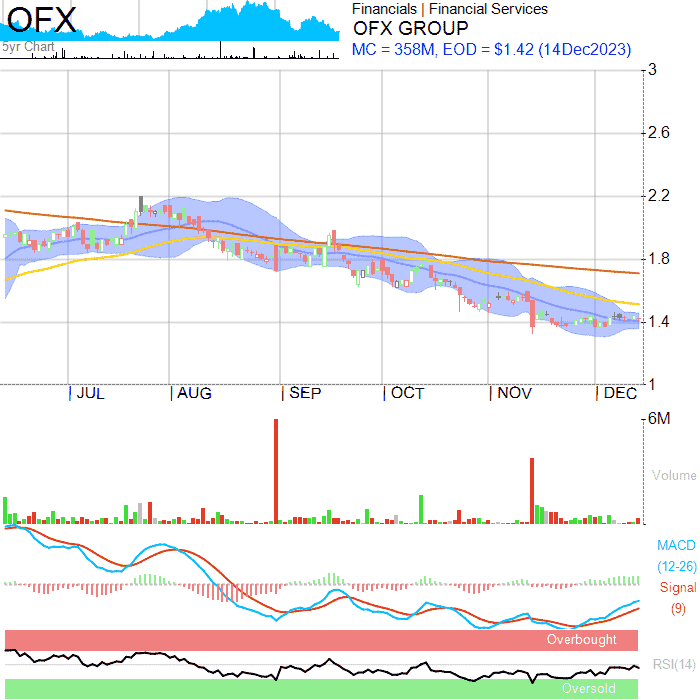 OFX
5yr Chart
Financials | Financial Services
OFX GROUP
MC = 358M, EOD = $1.42 (14Dec2023)
3
2.6
2.2
1.8
1.4
1
JUL AUG SEP OCT NOV DEC
6M
Volume
MACD
(12-26)
Signal
(9)
Overbought
RSI(14)
Oversold